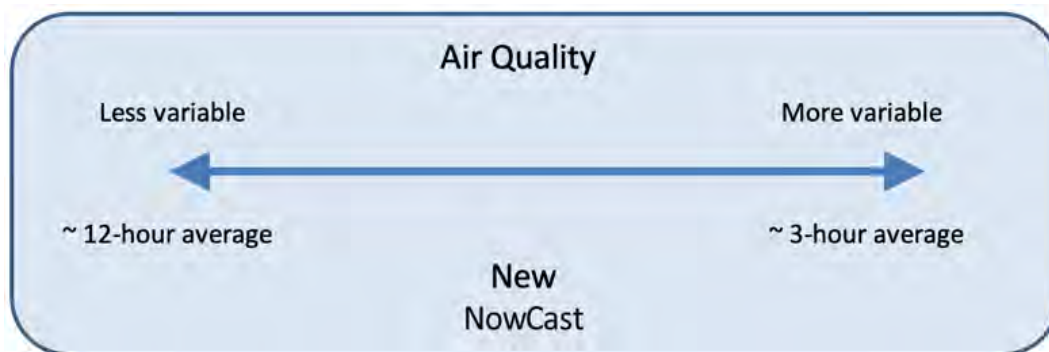 Air Quality
Less variable
More variable
~ 12-hour average
~ 3-hour average
New
NowCast